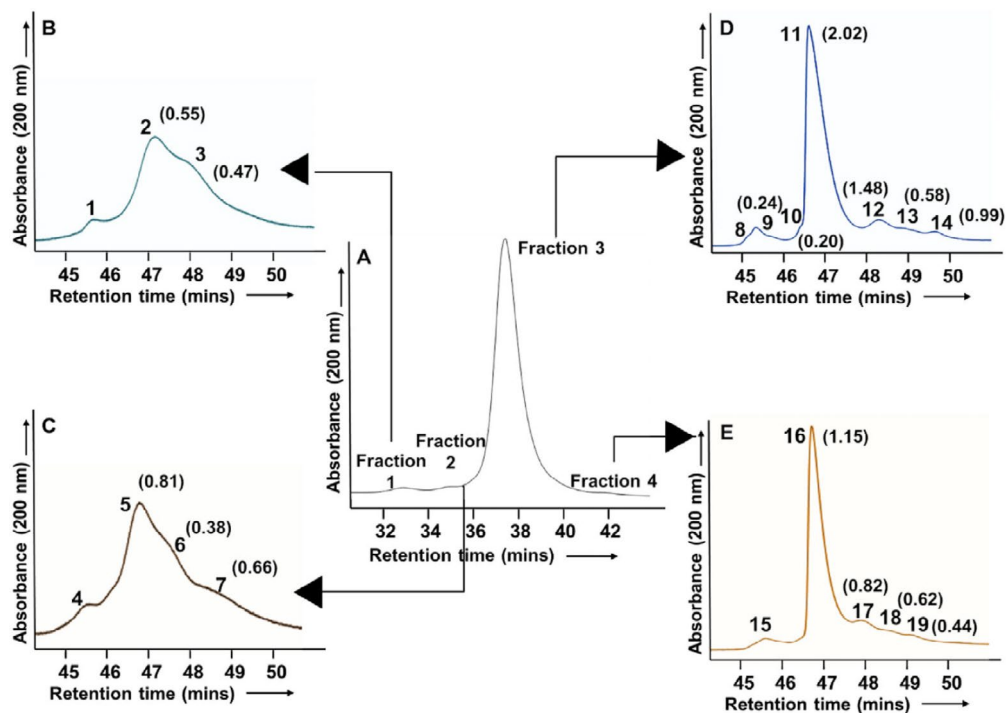 B
Absorbance (200 nm)
1
2
(0.55)
3
(0.47)
45 46 47 48 49 50
Retention time (mins)
D
Absorbance (200 nm)
11 (2.02)
(0.24)
8 9 10
(0.20)
(1.48)
12
(0.58)
13
14 (0.99)
45 46 47 48 49 50
Retention time (mins)
A
Absorbance (200 nm)
Fraction
1
Fraction
2
Fraction 3
Fraction 4
32 34 36 38 40 42
Retention time (mins)
C
Absorbance (200 nm)
4
5
(0.81)
6
(0.38)
7
(0.66)
45 46 47 48 49 50
Retention time (mins)
E
Absorbance (200 nm)
15
16 (1.15)
(0.82)
17
(0.62)
18
19 (0.44)
45 46 47 48 49 50
Retention time (mins)